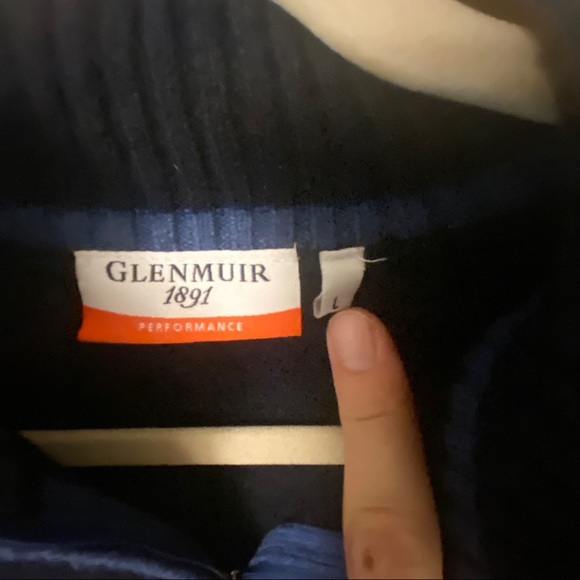 GLENMUIR
1891
PERFORMANCE
L